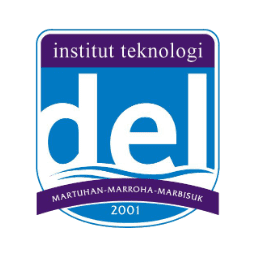 institut teknologi
del
MARTUHAN-MARROHA-MARBISUK
2001